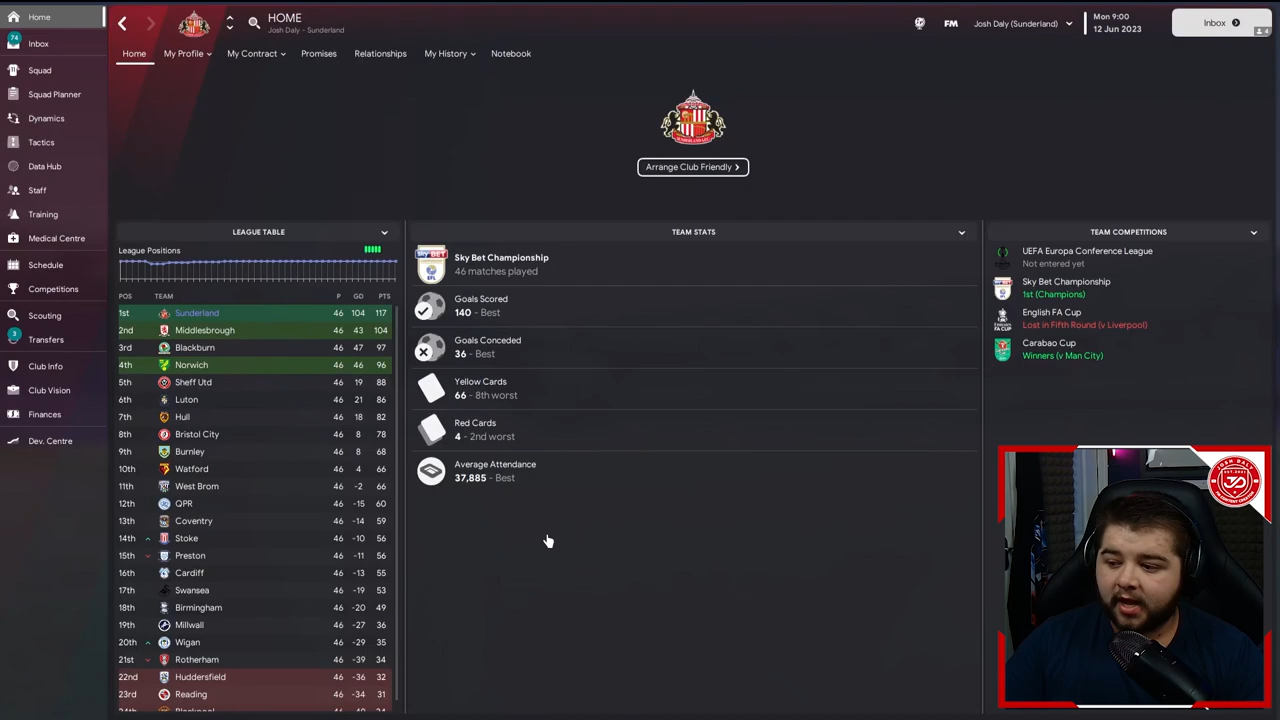 Home
74
Inbox
Squad
Squad Planner
Dynamics
Tactics
Data Hub
Staff
Training
Medical Centre
Schedule
Competitions
Scouting
3
Transfers
Club Info
Club Vision
Finances
Dev. Centre
HOME
Josh Daly - Sunderland
FM
Josh Daly (Sunderland)
Mon 9:00
12 Jun 2023
Inbox
4
Home
My Profile
My Contract
Promises
Relationships
My History
Notebook
Arrange Club Friendly
LEAGUE TABLE
League Positions
POS TEAM P GD PTS
1st Sunderland 46 104 117
2nd Middlesbrough 46 43 104
3rd Blackburn 46 47 97
4th Norwich 46 46 96
5th Sheff Utd 46 19 88
6th Luton 46 21 86
7th Hull 46 18 82
8th Bristol City 46 8 78
9th Burnley 46 8 68
10th Watford 46 4 66
11th West Brom 46 -2 66
12th QPR 46 -15 60
13th Coventry 46 -14 59
14th Stoke 46 -10 56
15th Preston 46 -11 56
16th Cardiff 46 -13 55
17th Swansea 46 -19 53
18th Birmingham 46 -20 49
19th Millwall 46 -27 36
20th Wigan 46 -29 35
21st Rotherham 46 -39 34
22nd Huddersfield 46 -36 32
23rd Reading 46 -34 31
TEAM STATS
Sky Bet Championship
46 matches played
Goals Scored
140 - Best
Goals Conceded
36 - Best
Yellow Cards
66 - 8th worst
Red Cards
4 - 2nd worst
Average Attendance
37,885 - Best
TEAM COMPETITIONS
UEFA Europa Conference League
Not entered yet
Sky Bet Championship
1st (Champions)
English FA Cup
Lost in Fifth Round (v Liverpool)
Carabao Cup
Winners (v Man City)
JOSH DALY
JD